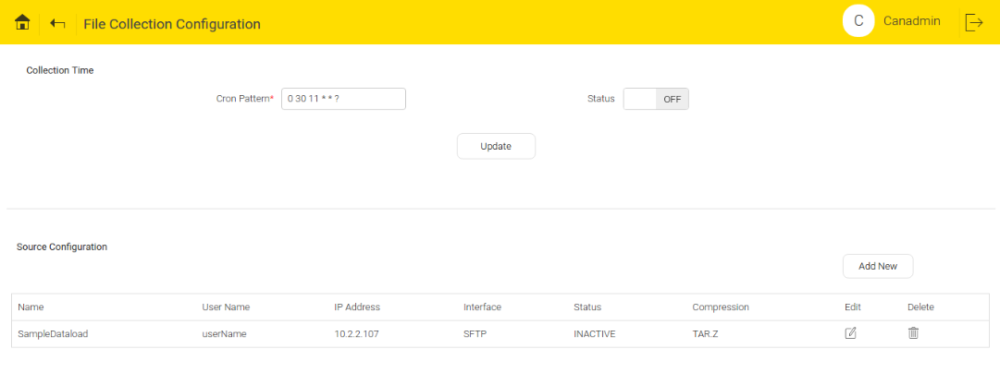 File Collection Configuration
C Canadmin
Collection Time
Cron Pattern* 0 30 11 * * ?
Status OFF
Update
Source Configuration
Add New
Name User Name IP Address Interface Status Compression Edit Delete
SampleDataload userName 10.2.2.107 SFTP INACTIVE TAR.Z